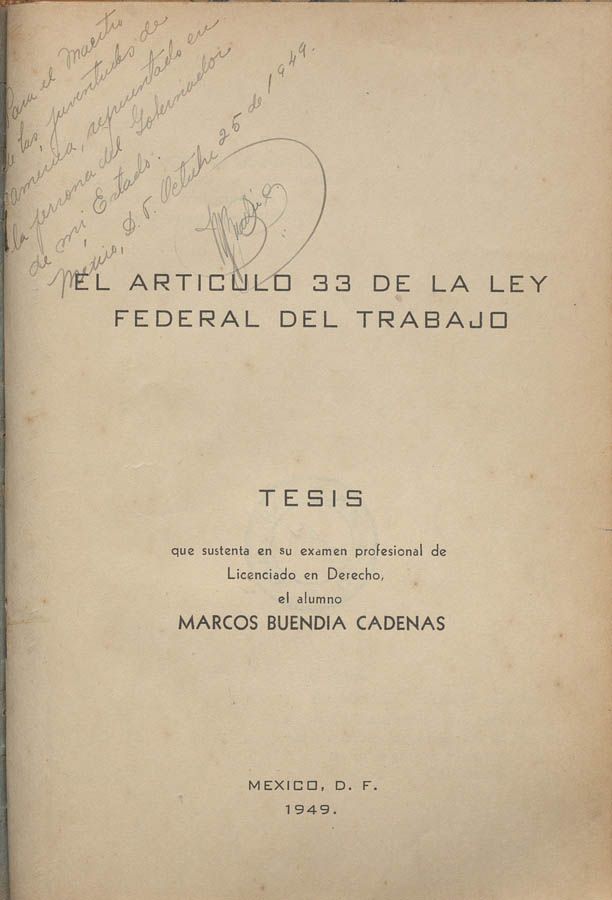 Para el Maestro
de las juventudes de
América, representado en
la persona del Gobernador
de mi Estado.
México, D.F. Octubre 25 de 1949.
EL ARTICULO 33 DE LA LEY
FEDERAL DEL TRABAJO
TESIS
que sustenta en su examen profesional de
Licenciado en Derecho,
el alumno
MARCOS BUENDIA CADENAS
MEXICO, D. F.
1949.